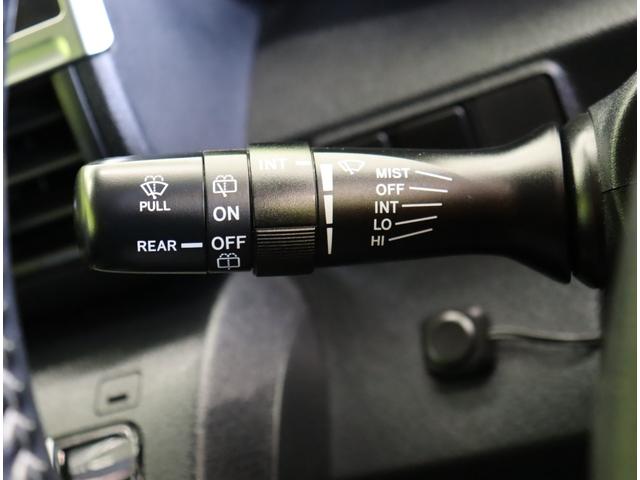 PULL
REAR
ON
OFF
INT
MIST
OFF
INT
LO
HI